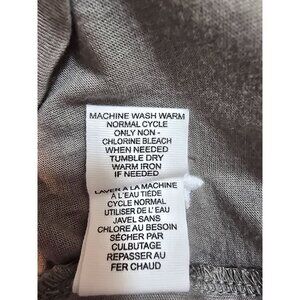 MACHINE WASH WARM
NORMAL CYCLE
ONLY NON -
CHLORINE BLEACH
WHEN NEEDED
TUMBLE DRY
WARM IRON
IF NEEDED
LAVER A LA MACHINE
À L'EAU TIÈDE
CYCLE NORMAL
UTILISER DE L' EAU
JAVEL SANS
CHLORE AU BESOIN
SÉCHER PAR
CULBUTAGE
REPASSER AU
FER CHAUD